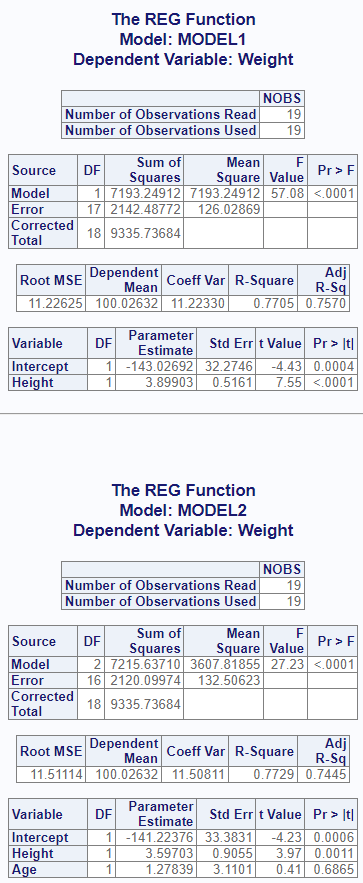 The REG Function
Model: MODEL1
Dependent Variable: Weight
NOBS
Number of Observations Read 19
Number of Observations Used 19
Source DF Sum of Squares Mean Square F Value Pr > F
Model 1 7193.24912 7193.24912 57.08 <.0001
Error 17 2142.48772 126.02869
Corrected Total 18 9335.73684
Root MSE Dependent Mean Coeff Var R-Square Adj R-Sq
11.22625 100.02632 11.22330 0.7705 0.7570
Variable DF Parameter Estimate Std Err t Value Pr > |t|
Intercept 1 -143.02692 32.2746 -4.43 0.0004
Height 1 3.89903 0.5161 7.55 <.0001
The REG Function
Model: MODEL2
Dependent Variable: Weight
NOBS
Number of Observations Read 19
Number of Observations Used 19
Source DF Sum of Squares Mean Square F Value Pr > F
Model 2 7215.63710 3607.81855 27.23 <.0001
Error 16 2120.09974 132.50623
Corrected Total 18 9335.73684
Root MSE Dependent Mean Coeff Var R-Square Adj R-Sq
11.51114 100.02632 11.50811 0.7729 0.7445
Variable DF Parameter Estimate Std Err t Value Pr > |t|
Intercept 1 -141.22376 33.3831 -4.23 0.0006
Height 1 3.59703 0.9055 3.97 0.0011
Age 1 1.27839 3.1101 0.41 0.6865